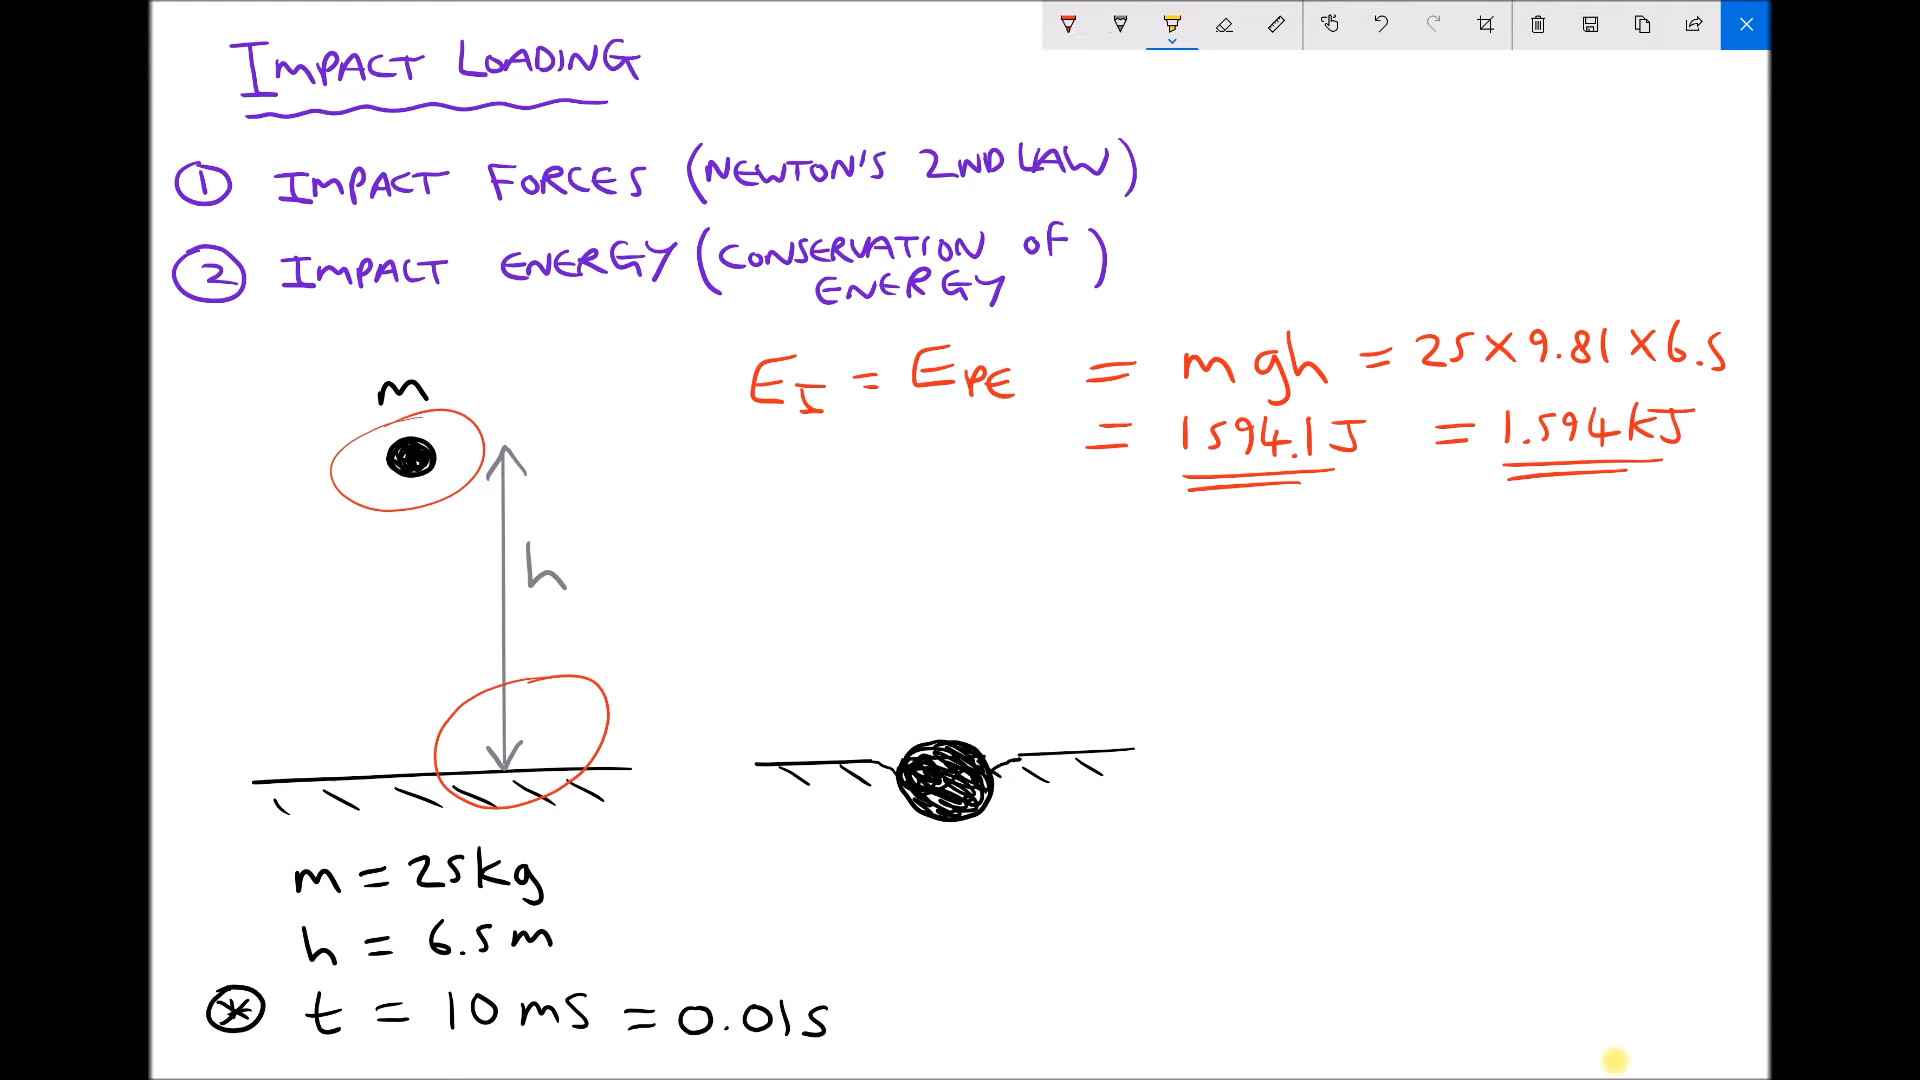 IMPACT LOADING
① IMPACT FORCES (NEWTON'S 2ND LAW)
② IMPACT ENERGY (CONSERVATION OF ENERGY)
E_I = E_PE = mgh = 25 × 9.81 × 6.5
= 1594.1J = 1.594kJ
m
h
m = 25kg
h = 6.5m
⊛ t = 10ms = 0.01s